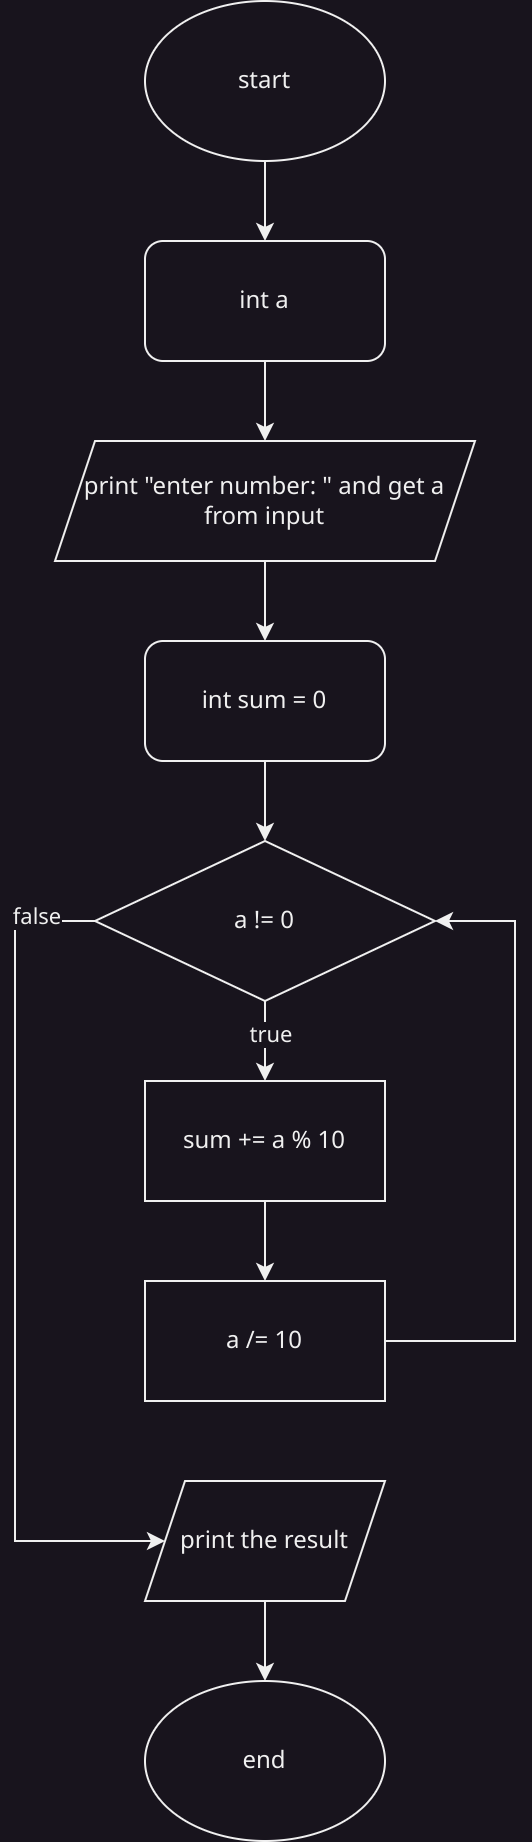 start
int a
print "enter number: " and get a
from input
int sum = 0
a != 0
false
true
sum += a % 10
a /= 10
print the result
end